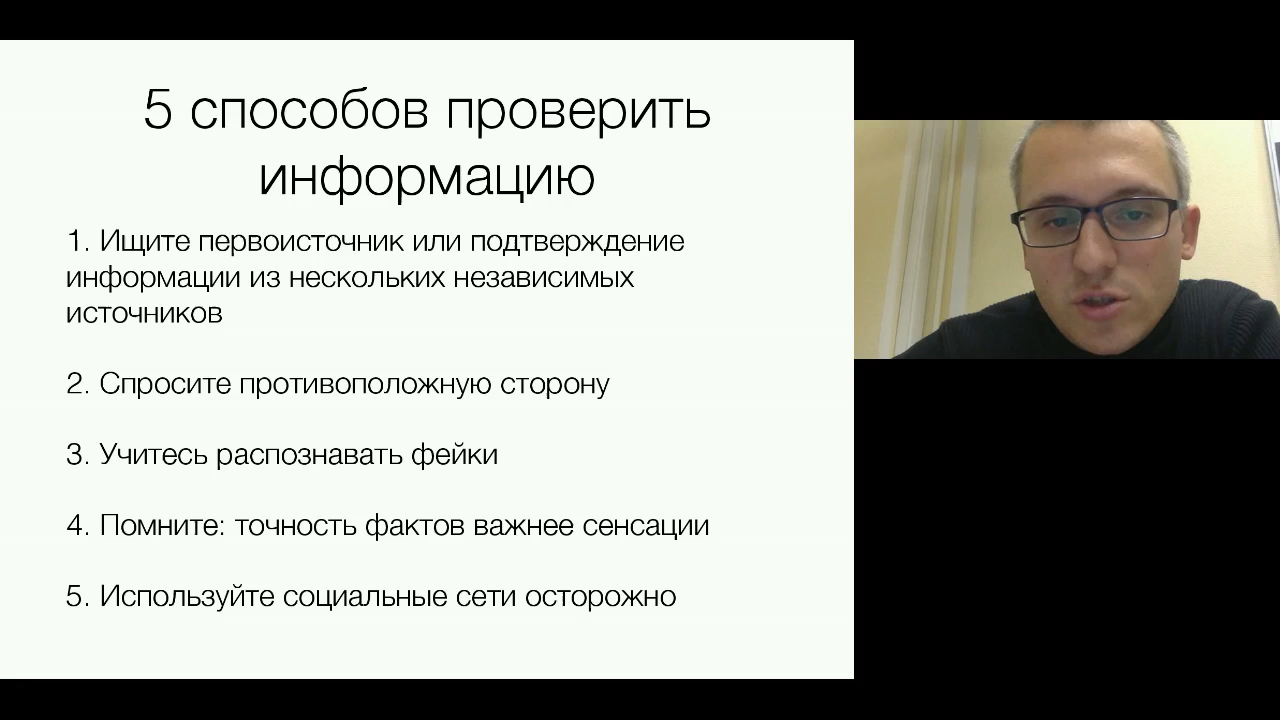 5 способов проверить
информацию
1. Ищите первоисточник или подтверждение
информации из нескольких независимых
источников
2. Спросите противоположную сторону
3. Учитесь распознавать фейки
4. Помните: точность фактов важнее сенсации
5. Используйте социальные сети осторожно